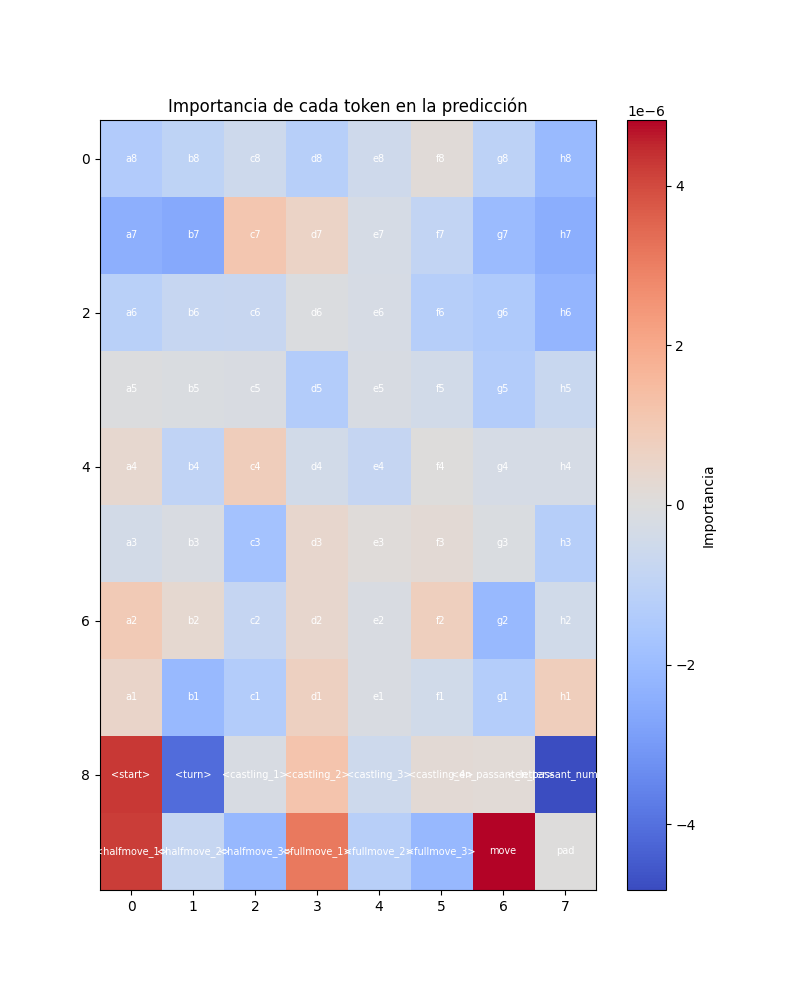 Importancia de cada token en la predicción
1e−6
0 a8 b8 c8 d8 e8 f8 g8 h8
4
a7 b7 c7 d7 e7 f7 g7 h7
2 a6 b6 c6 d6 e6 f6 g6 h6
2
a5 b5 c5 d5 e5 f5 g5 h5
4 a4 b4 c4 d4 e4 f4 g4 h4
0
Importancia
a3 b3 c3 d3 e3 f3 g3 h3
6 a2 b2 c2 d2 e2 f2 g2 h2
−2
a1 b1 c1 d1 e1 f1 g1 h1
8 <start> <turn> <castling_1> <castling_2> <castling_3> <castling_4>
−4
<halfmove_1> <halfmove_2> <halfmove_3> <fullmove_1> <fullmove_2> <fullmove_3> move pad
0 1 2 3 4 5 6 7